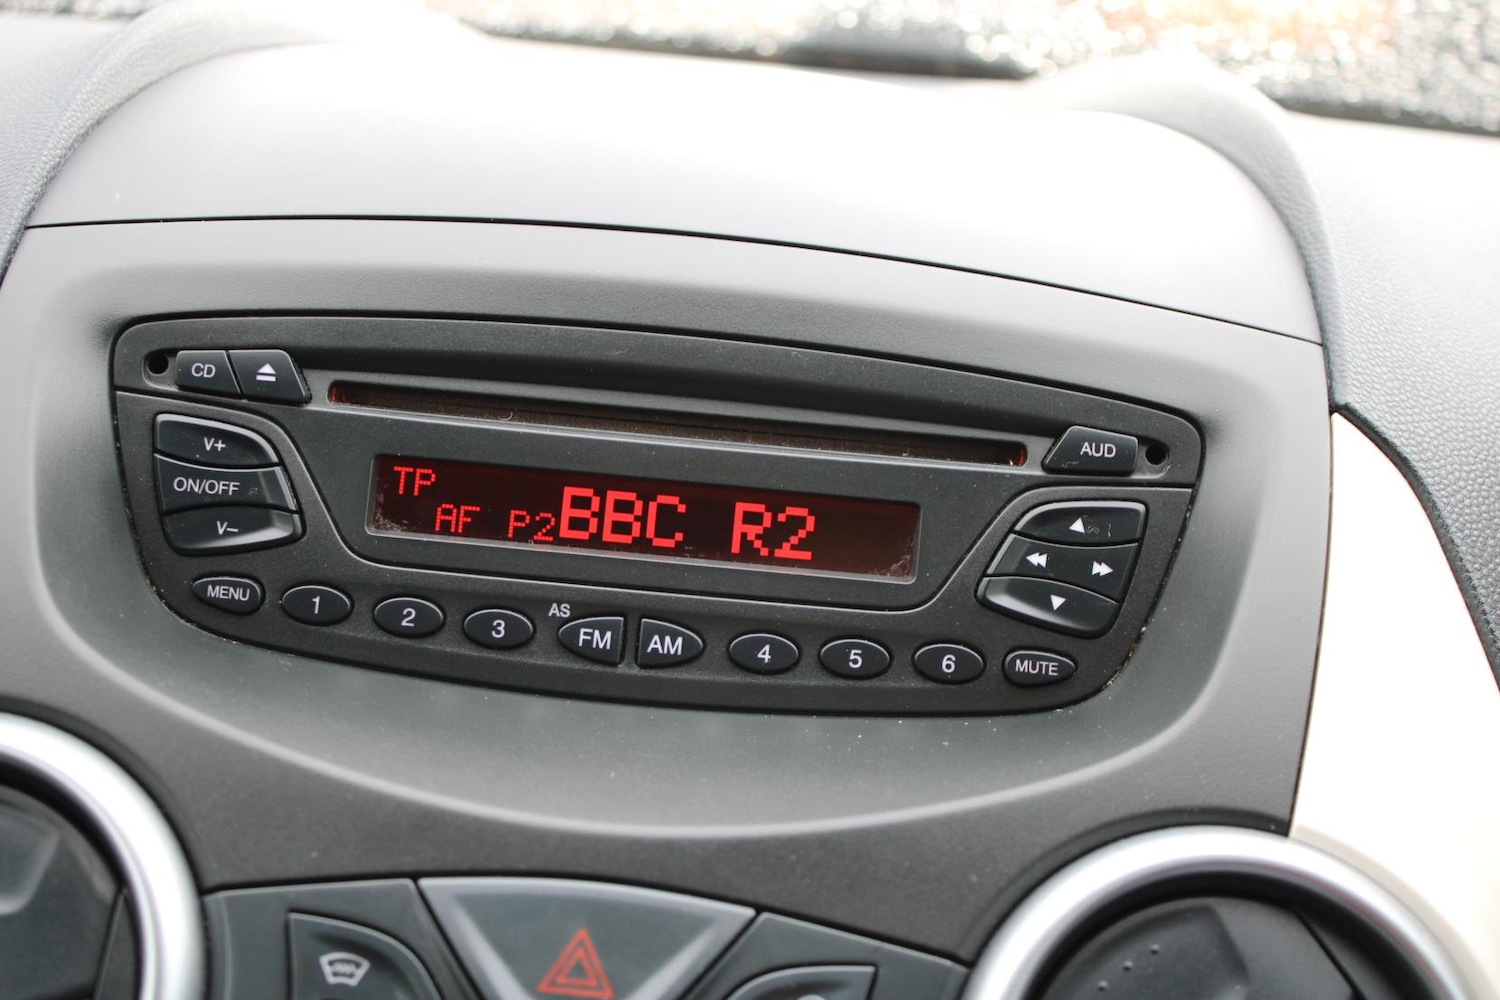 CD
AUD
V+
ON/OFF
V–
TP
AF P2 BBC R2
MENU
1
2
3
AS
FM
AM
4
5
6
MUTE